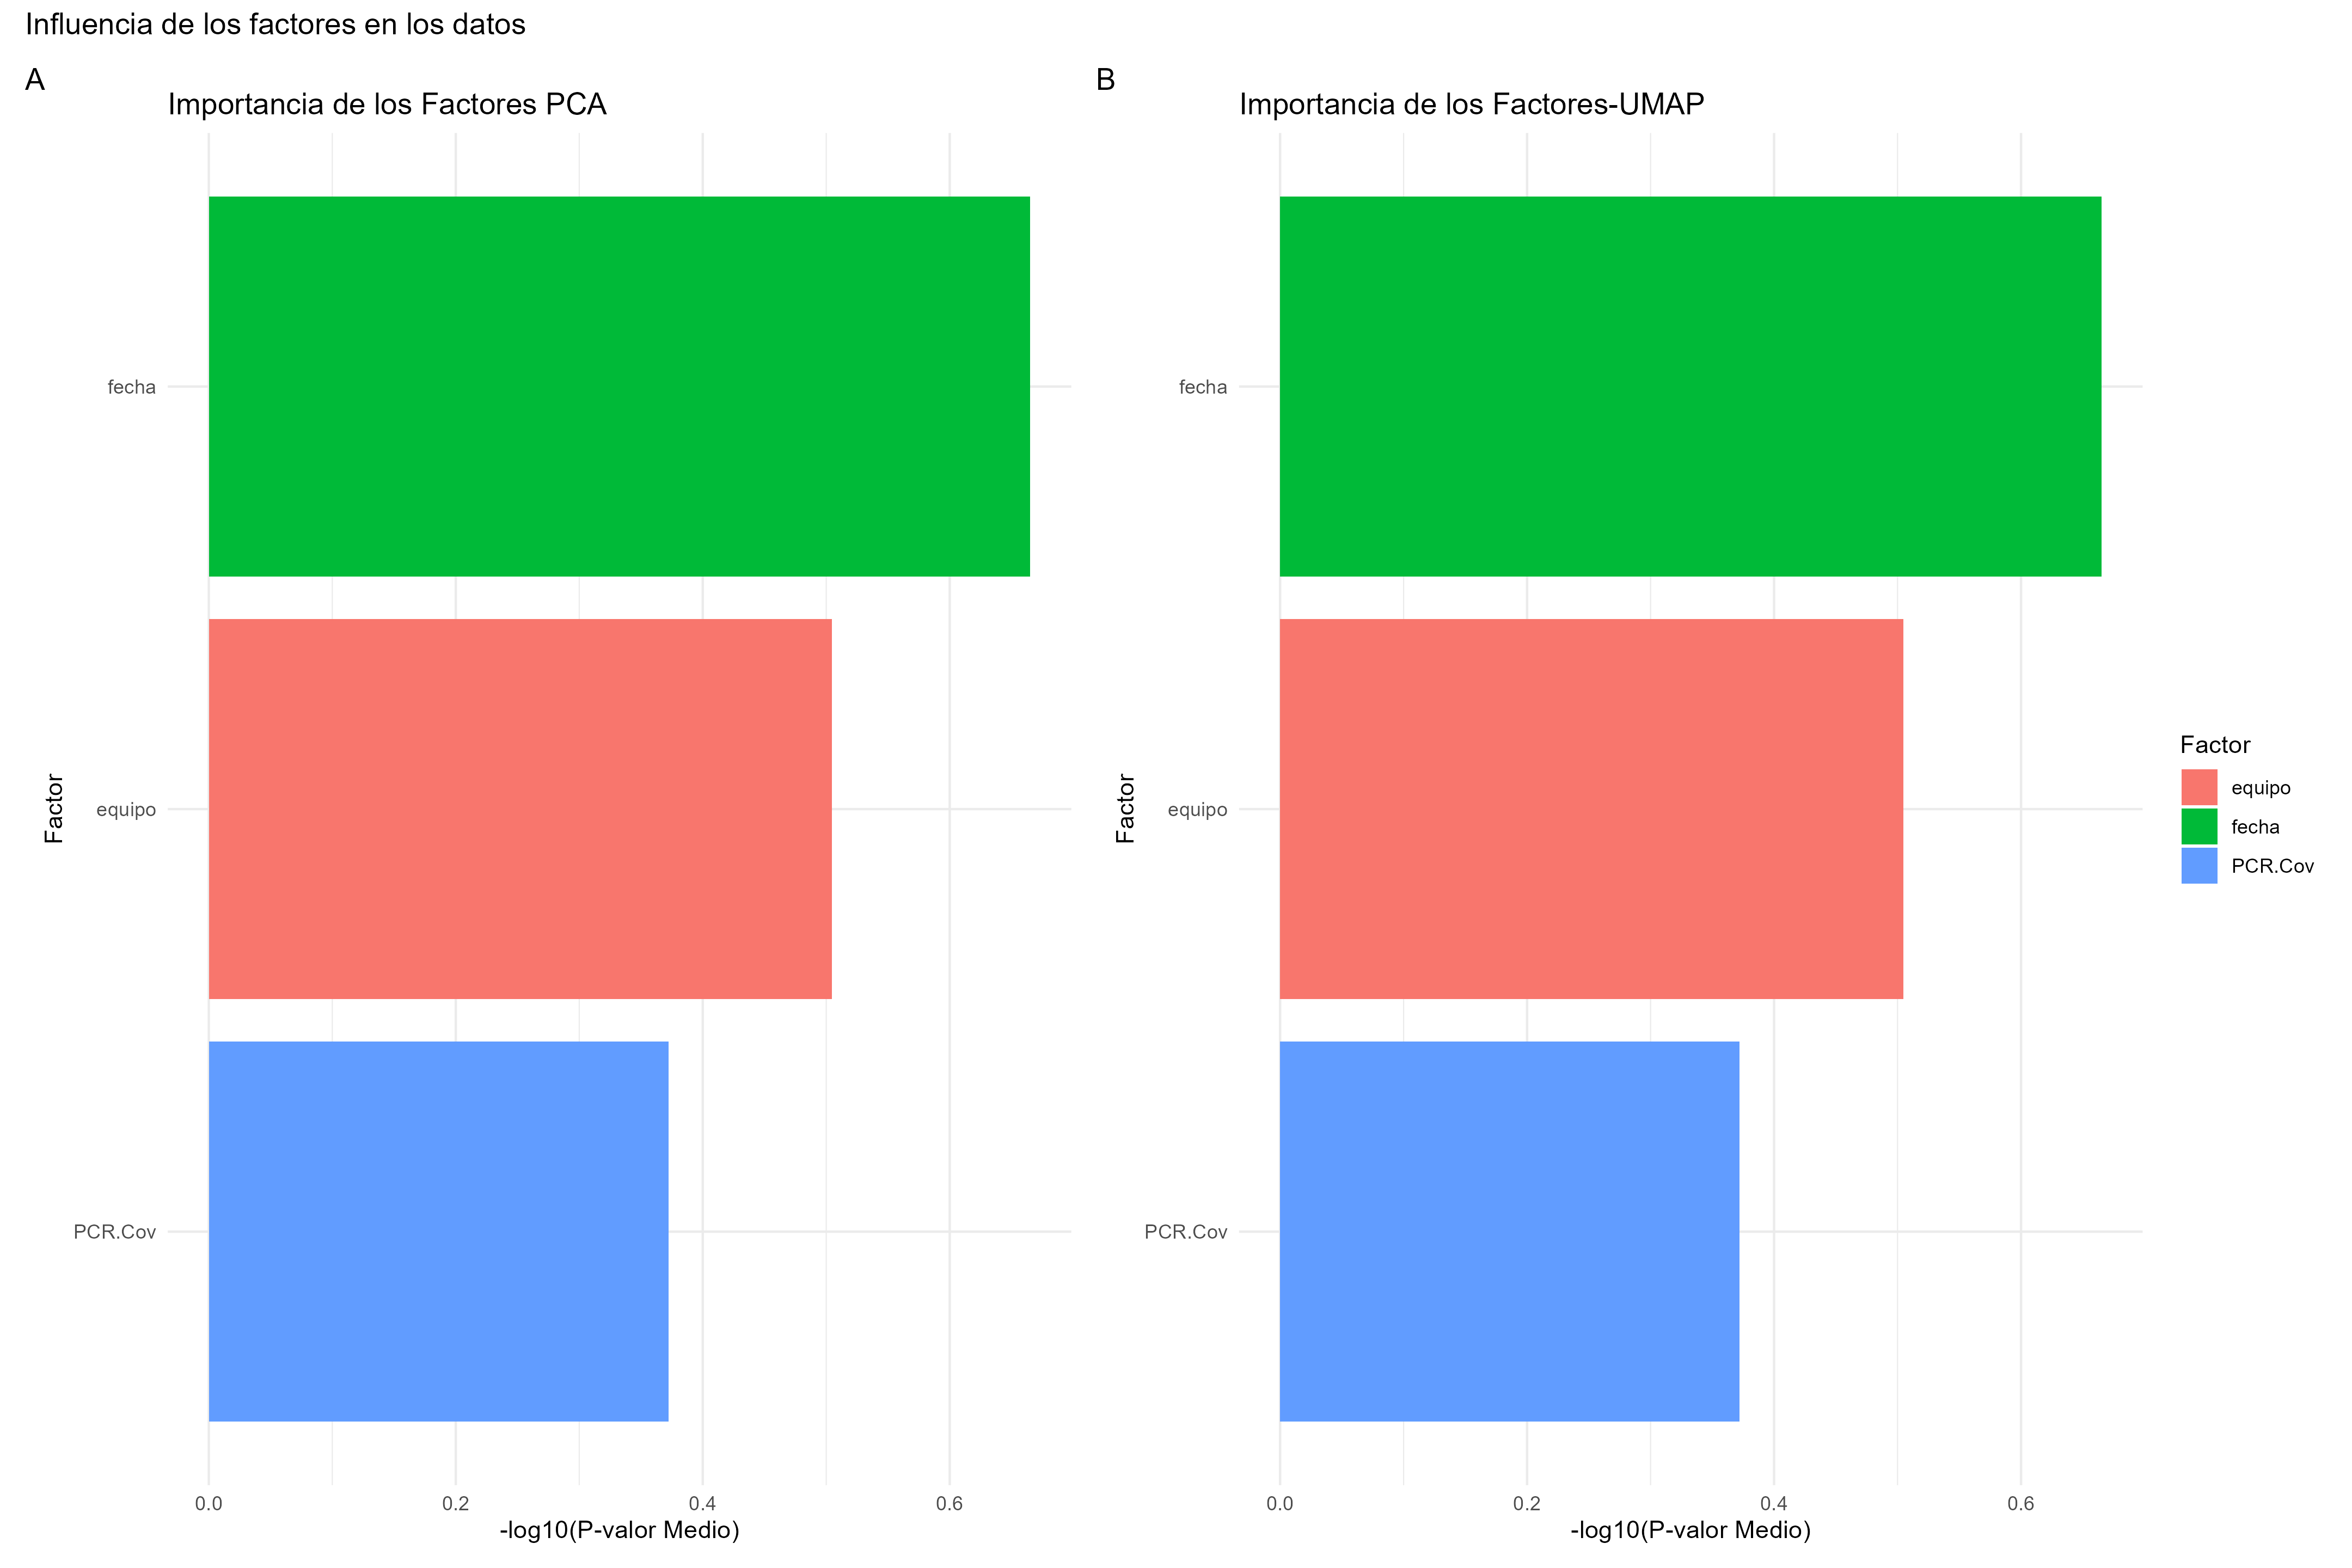 Influencia de los factores en los datos
A
Importancia de los Factores PCA
fecha
equipo
PCR.Cov
Factor
0.0 0.2 0.4 0.6
-log10(P-valor Medio)
B
Importancia de los Factores-UMAP
fecha
equipo
PCR.Cov
Factor
0.0 0.2 0.4 0.6
-log10(P-valor Medio)
Factor
equipo
fecha
PCR.Cov